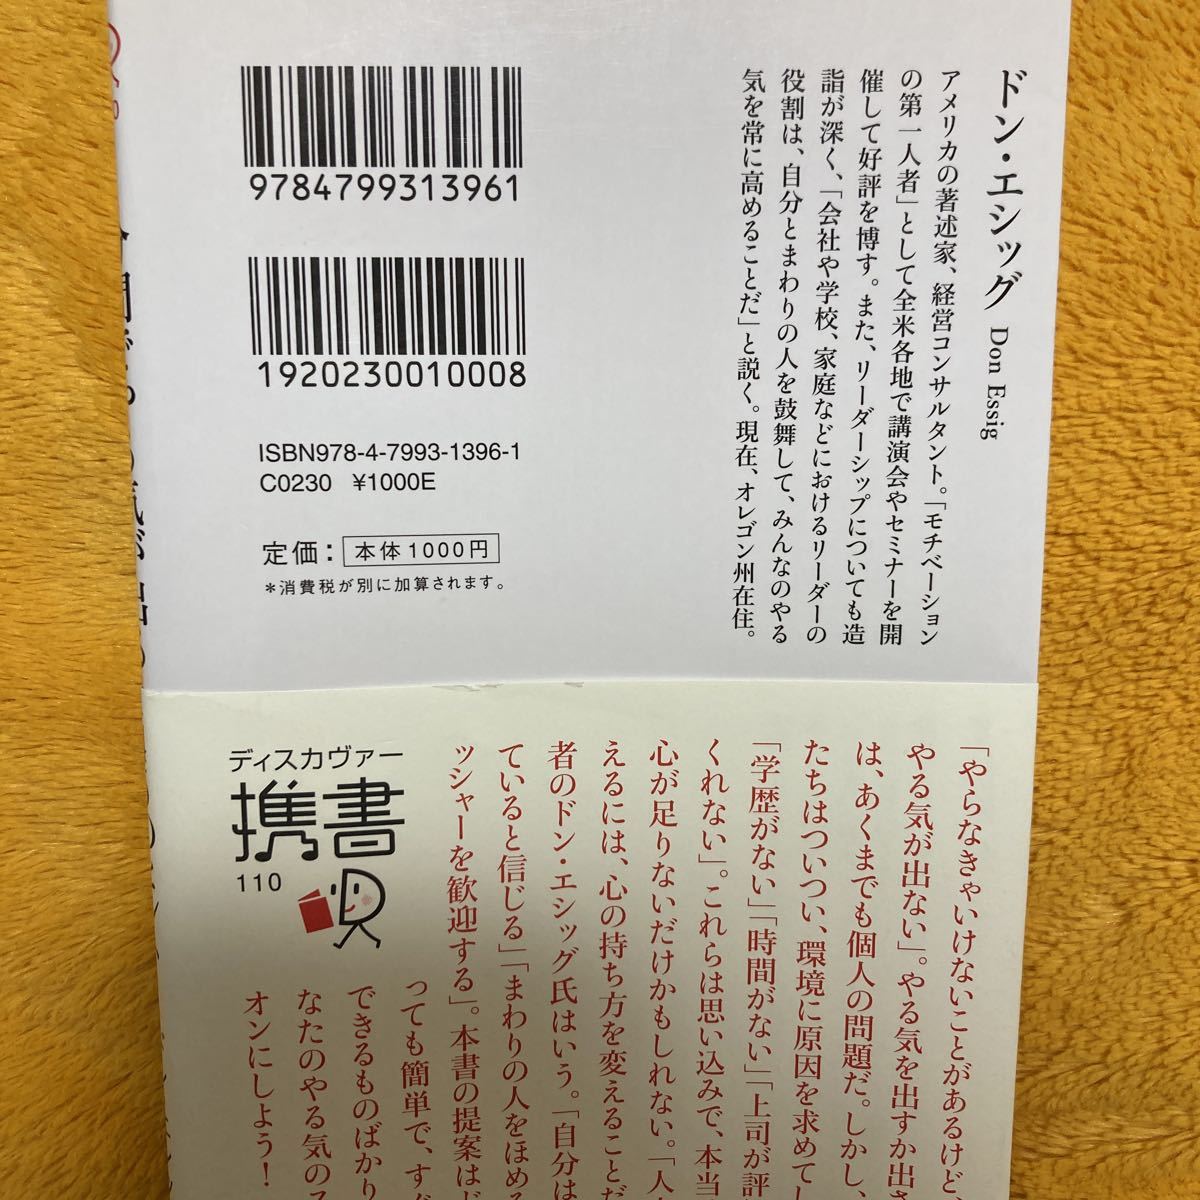 ドン・エシッグ Don Essig
アメリカの著述家、経営コンサルタント。「モチベーション
の第一人者」として全米各地で講演会やセミナーを開
催して好評を博す。また、リーダーシップについても造
詣が深く、「会社や学校、家庭などにおけるリーダーの
役割は、自分とまわりの人を鼓舞して、みんなのやる
気を常に高めることだ」と説く。現在、オレゴン州在住。
9784799313961
1920230010008
ISBN978-4-7993-1396-1
C0230 ¥1000E
定価：本体1000円
＊消費税が別に加算されます。
「やらなきゃいけないことがあるけど、
やる気が出ない」。やる気を出すか出さ
は、あくまでも個人の問題だ。しかし、
たちはついつい、環境に原因を求めてし
「学歴がない」「時間がない」「上司が評
くれない」。これらは思い込みで、本当
心が足りないだけかもしれない。「人
えるには、心の持ち方を変えることだ
者のドン・エシッグ氏はいう。「自分は
ていると信じる」「まわりの人をほめる
ッシャーを歓迎する」。本書の提案はど
っても簡単で、すぐ
できるものばかり
なたのやる気のス
オンにしよう！
ディスカヴァー
携書
110